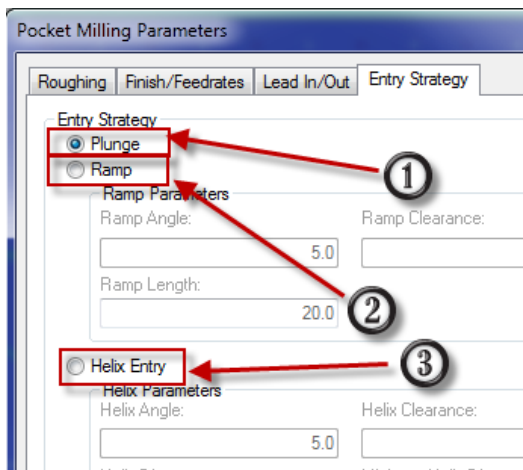 Pocket Milling Parameters
Roughing Finish/Feedrates Lead In/Out Entry Strategy
Entry Strategy
Plunge
1
Ramp
Ramp Parameters
Ramp Angle: Ramp Clearance:
5.0
Ramp Length:
20.0
2
Helix Entry
3
Helix Parameters
Helix Angle: Helix Clearance:
5.0